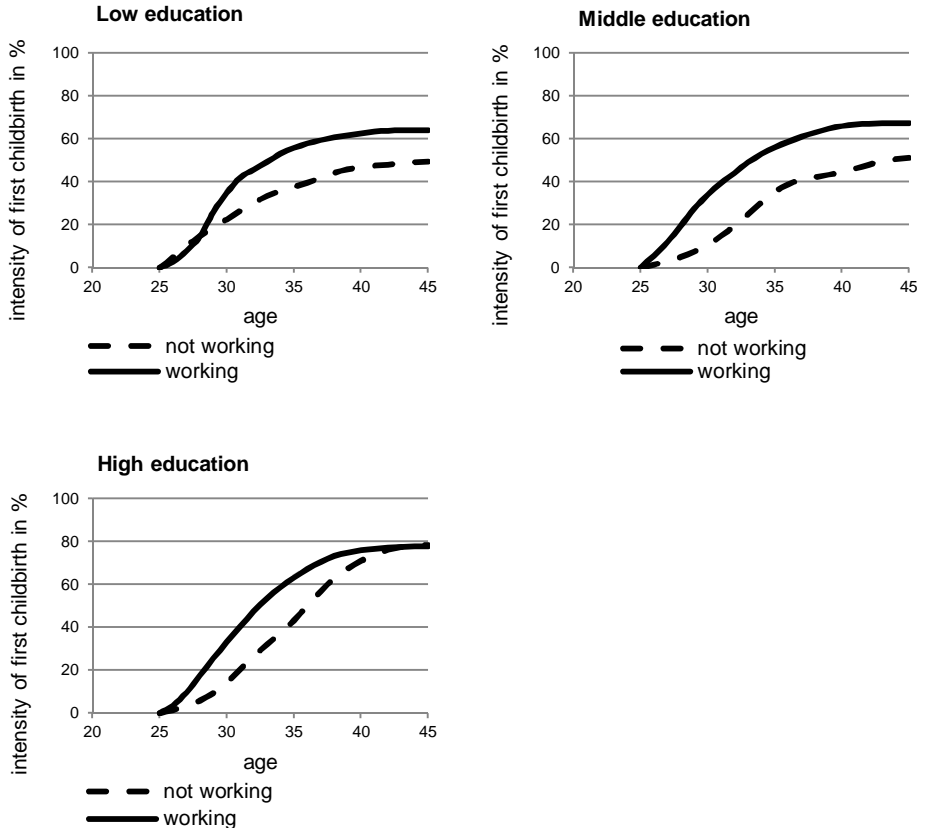 Low education
intensity of first childbirth in %
100
80
60
40
20
0
20 25 30 35 40 45
age
not working
working
Middle education
intensity of first childbirth in %
100
80
60
40
20
0
20 25 30 35 40 45
age
not working
working
High education
intensity of first childbirth in %
100
80
60
40
20
0
20 25 30 35 40 45
age
not working
working